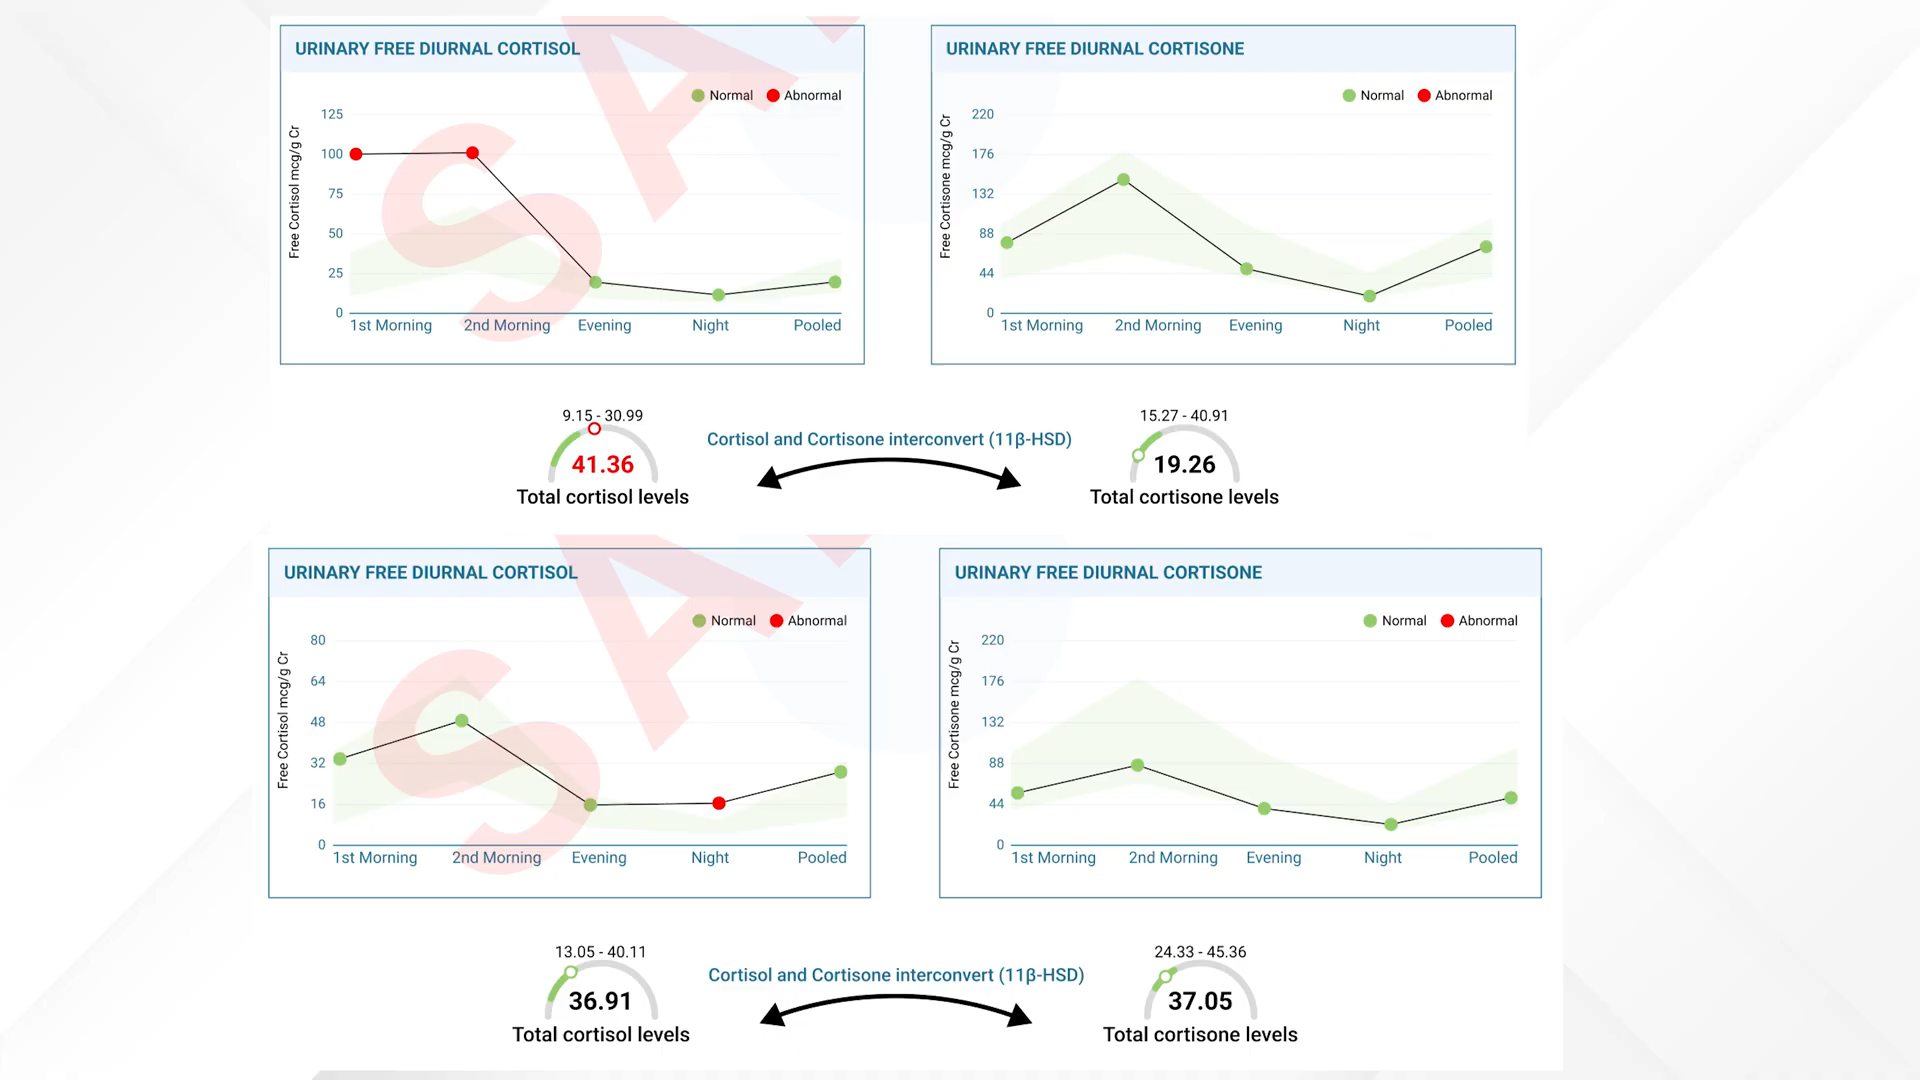 URINARY FREE DIURNAL CORTISOL
Normal Abnormal
Free Cortisol mcg/g Cr
125
100
75
50
25
0
1st Morning 2nd Morning Evening Night Pooled
URINARY FREE DIURNAL CORTISONE
Normal Abnormal
Free Cortisone mcg/g Cr
220
176
132
88
44
0
1st Morning 2nd Morning Evening Night Pooled
9.15 - 30.99
41.36
Total cortisol levels
Cortisol and Cortisone interconvert (11β-HSD)
15.27 - 40.91
19.26
Total cortisone levels
URINARY FREE DIURNAL CORTISOL
Normal Abnormal
Free Cortisol mcg/g Cr
80
64
48
32
16
0
1st Morning 2nd Morning Evening Night Pooled
URINARY FREE DIURNAL CORTISONE
Normal Abnormal
Free Cortisone mcg/g Cr
220
176
132
88
44
0
1st Morning 2nd Morning Evening Night Pooled
13.05 - 40.11
36.91
Total cortisol levels
Cortisol and Cortisone interconvert (11β-HSD)
24.33 - 45.36
37.05
Total cortisone levels
SA
SA